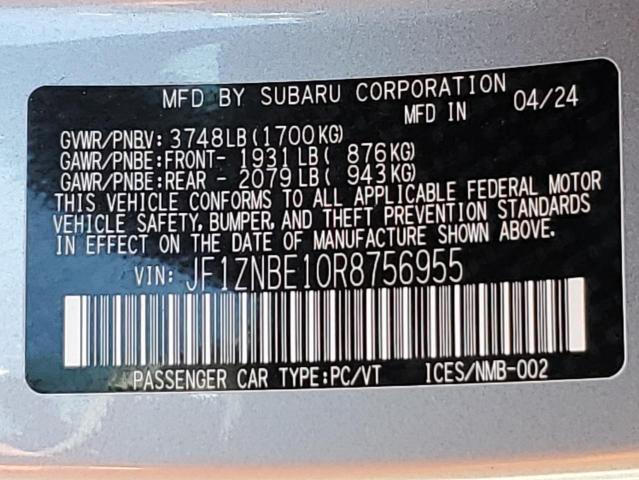 MFD BY SUBARU CORPORATION
MFD IN 04/24
GVWR/PNBV: 3748LB(1700KG)
GAWR/PNBE:FRONT- 1931LB( 876KG)
GAWR/PNBE:REAR - 2079LB( 943KG)
THIS VEHICLE CONFORMS TO ALL APPLICABLE FEDERAL MOTOR
VEHICLE SAFETY, BUMPER, AND THEFT PREVENTION STANDARDS
IN EFFECT ON THE DATE OF MANUFACTURE SHOWN ABOVE.
VIN: JF1ZNBE10R8756955
PASSENGER CAR TYPE:PC/VT ICES/NMB-002